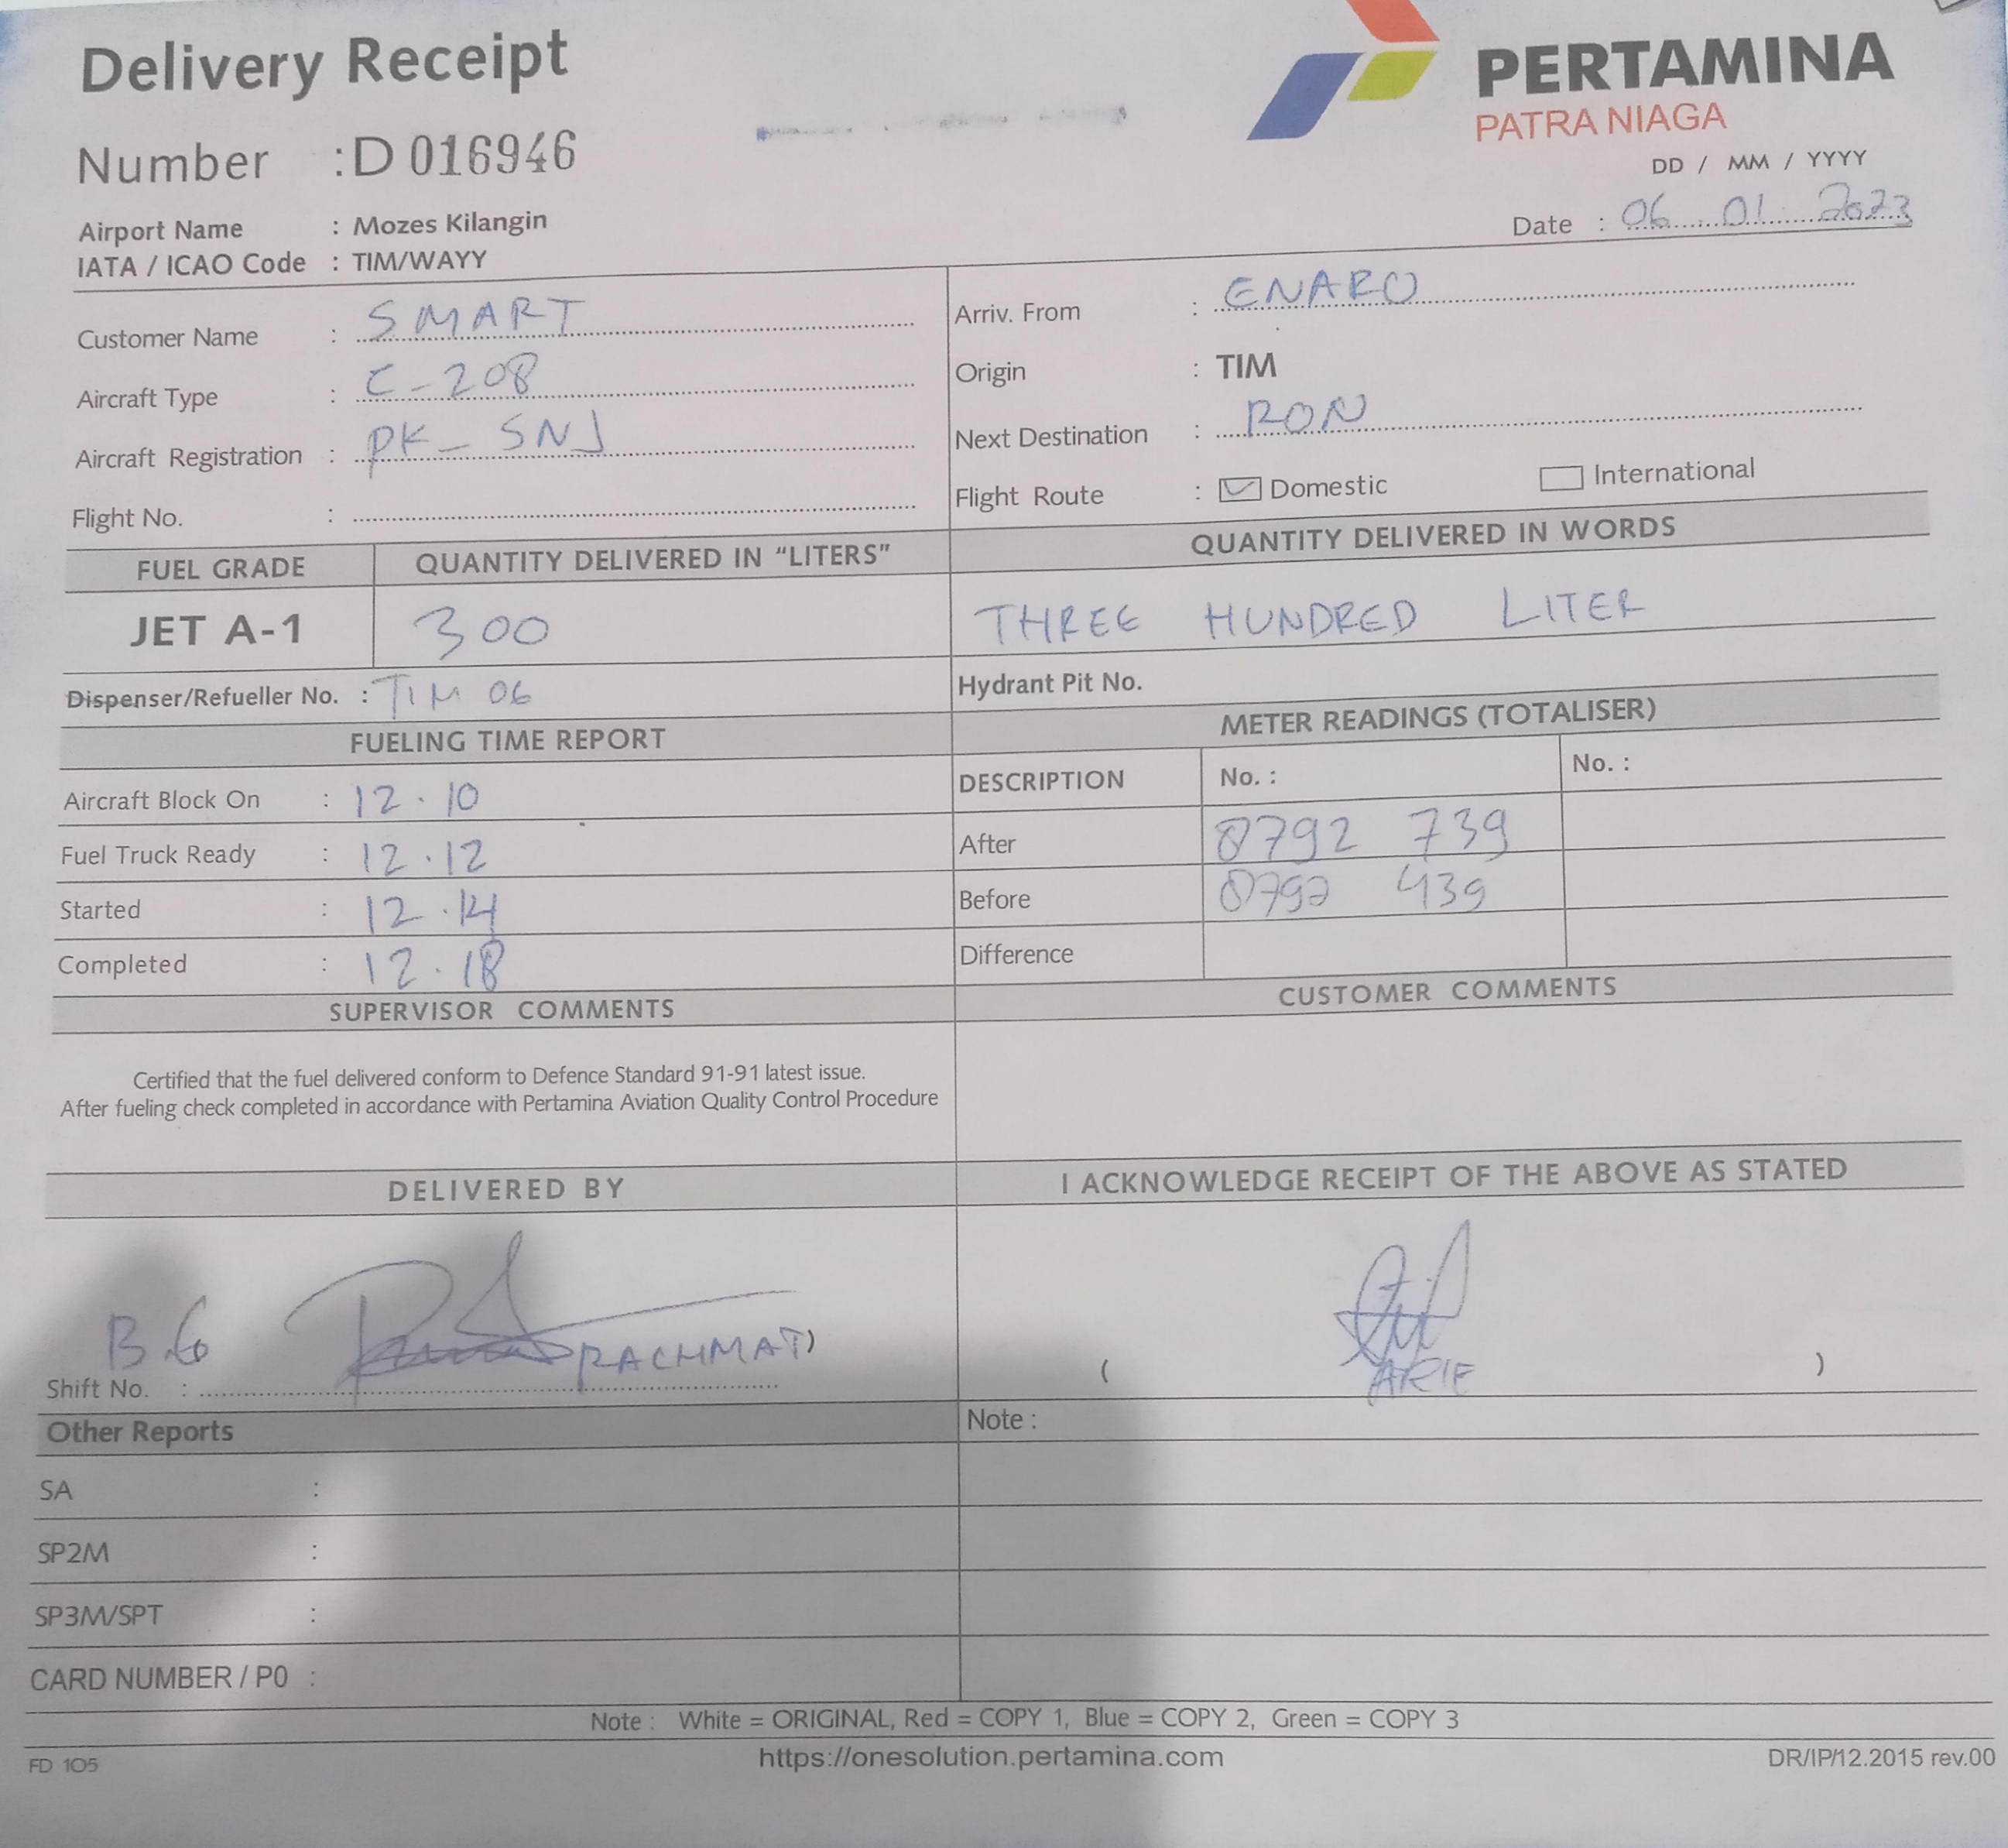 Delivery Receipt
PERTAMINA
PATRA NIAGA
Number : D 016946
DD / MM / YYYY
Airport Name : Mozes Kilangin
Date : 06 01 2023
IATA / ICAO Code : TIM/WAYY
Customer Name : SMART
Arriv. From : ENARO
Aircraft Type : C-208
Origin : TIM
Aircraft Registration : PK-SNJ
Next Destination : RON
Flight No. :
Flight Route : Domestic International
FUEL GRADE QUANTITY DELIVERED IN “LITERS” QUANTITY DELIVERED IN WORDS
JET A-1 300 THREE HUNDRED LITER
Dispenser/Refueller No. : TIM 06
Hydrant Pit No.
FUELING TIME REPORT METER READINGS (TOTALISER)
Aircraft Block On : 12.10
DESCRIPTION No. : No. :
Fuel Truck Ready : 12.12
After 8792 739
Started : 12.14
Before 8792 439
Completed : 12.18
Difference
SUPERVISOR COMMENTS CUSTOMER COMMENTS
Certified that the fuel delivered conform to Defence Standard 91-91 latest issue.
After fueling check completed in accordance with Pertamina Aviation Quality Control Procedure
DELIVERED BY I ACKNOWLEDGE RECEIPT OF THE ABOVE AS STATED
RACHMAT)
Shift No. :
( ARIE )
Other Reports
Note :
SA :
SP2M :
SP3M/SPT :
CARD NUMBER / P0 :
Note : White = ORIGINAL, Red = COPY 1, Blue = COPY 2, Green = COPY 3
FD 105 https://onesolution.pertamina.com DR/IP/12.2015 rev.00